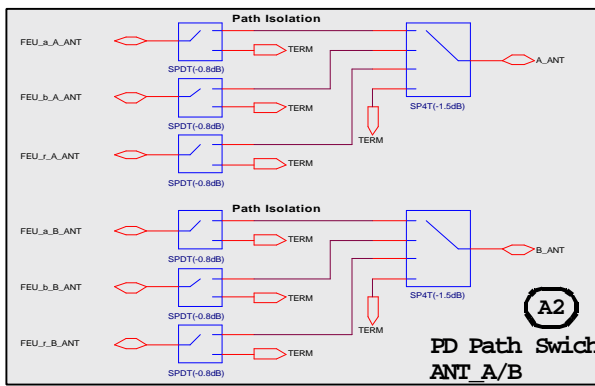 Path Isolation
FEU_a_A_ANT
TERM
SPDT(-0.8dB)
A_ANT
FEU_b_A_ANT
TERM
SPDT(-0.8dB)
SP4T(-1.5dB)
TERM
FEU_r_A_ANT
TERM
SPDT(-0.8dB)
Path Isolation
FEU_a_B_ANT
TERM
SPDT(-0.8dB)
B_ANT
FEU_b_B_ANT
TERM
SPDT(-0.8dB)
SP4T(-1.5dB)
TERM
FEU_r_B_ANT
TERM
SPDT(-0.8dB)
A2
PD Path Swich
ANT_A/B